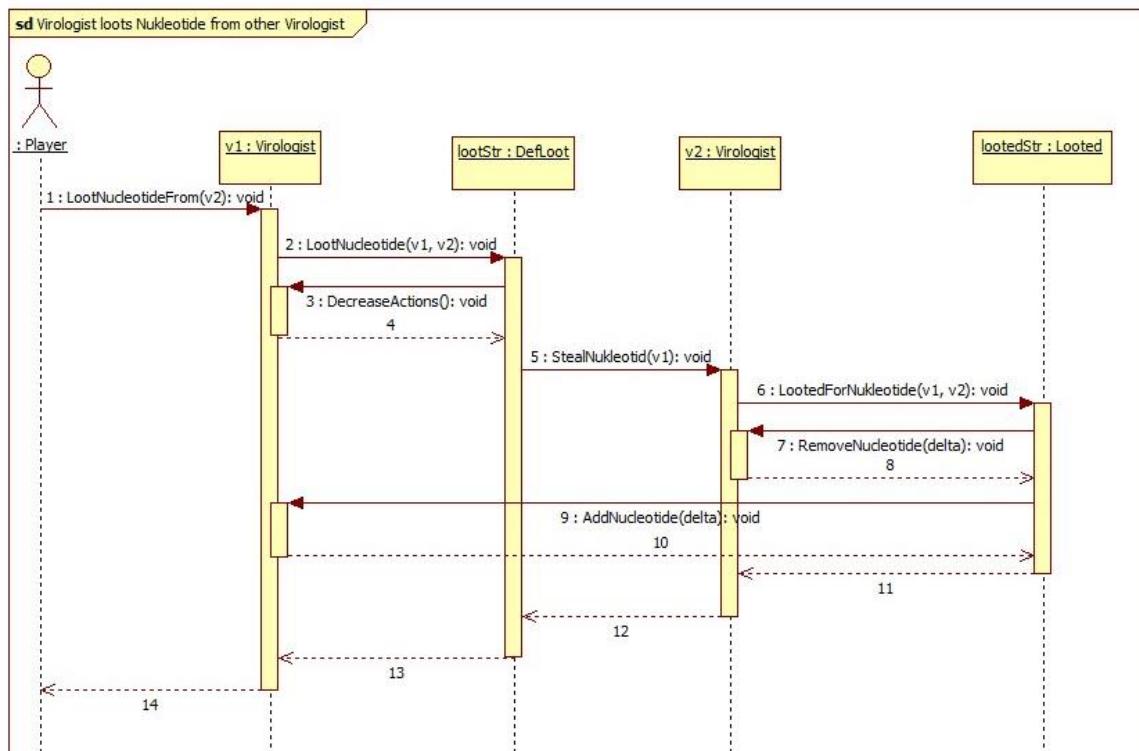 sd Virologist loots Nukleotide from other Virologist
: Player
v1 : Virologist
lootStr : DefLoot
v2 : Virologist
lootedStr : Looted
1 : LootNucleotideFrom(v2): void
2 : LootNucleotide(v1, v2): void
3 : DecreaseActions(): void
4
5 : StealNukleotid(v1): void
6 : LootedForNukleotide(v1, v2): void
7 : RemoveNucleotide(delta): void
8
9 : AddNucleotide(delta): void
10
11
12
13
14